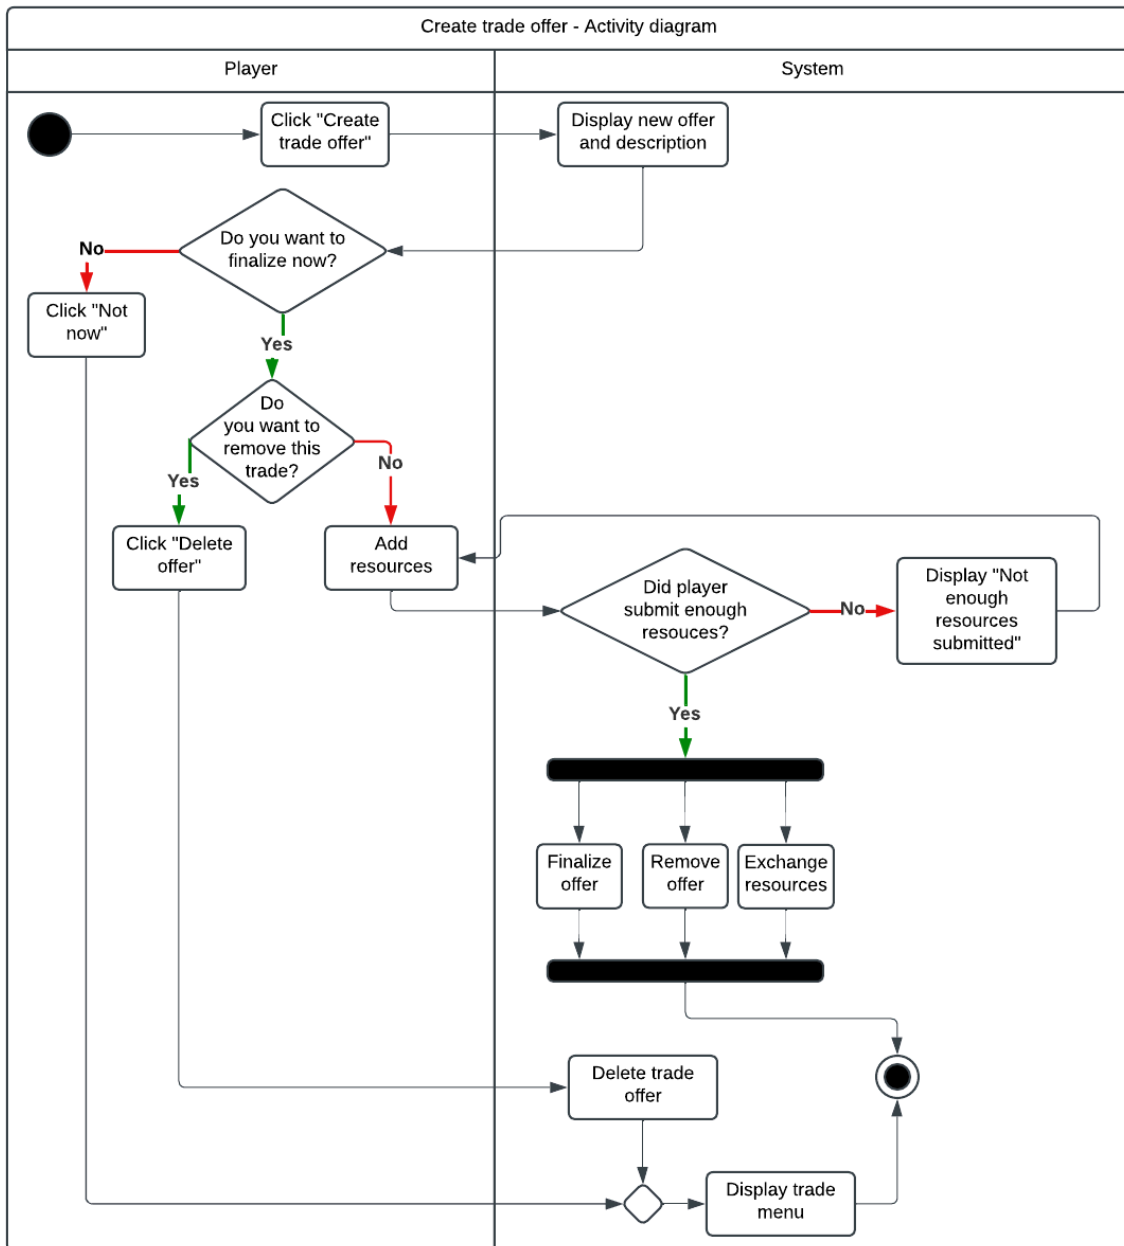 Create trade offer - Activity diagram
Player
System
Click "Create
trade offer"
Display new offer
and description
Do you want to
finalize now?
No
Click "Not
now"
Yes
Do
you want to
remove this
trade?
Yes
No
Click "Delete
offer"
Add
resources
Did player
submit enough
resouces?
No
Display "Not
enough
resources
submitted"
Yes
Finalize
offer
Remove
offer
Exchange
resources
Delete trade
offer
Display trade
menu